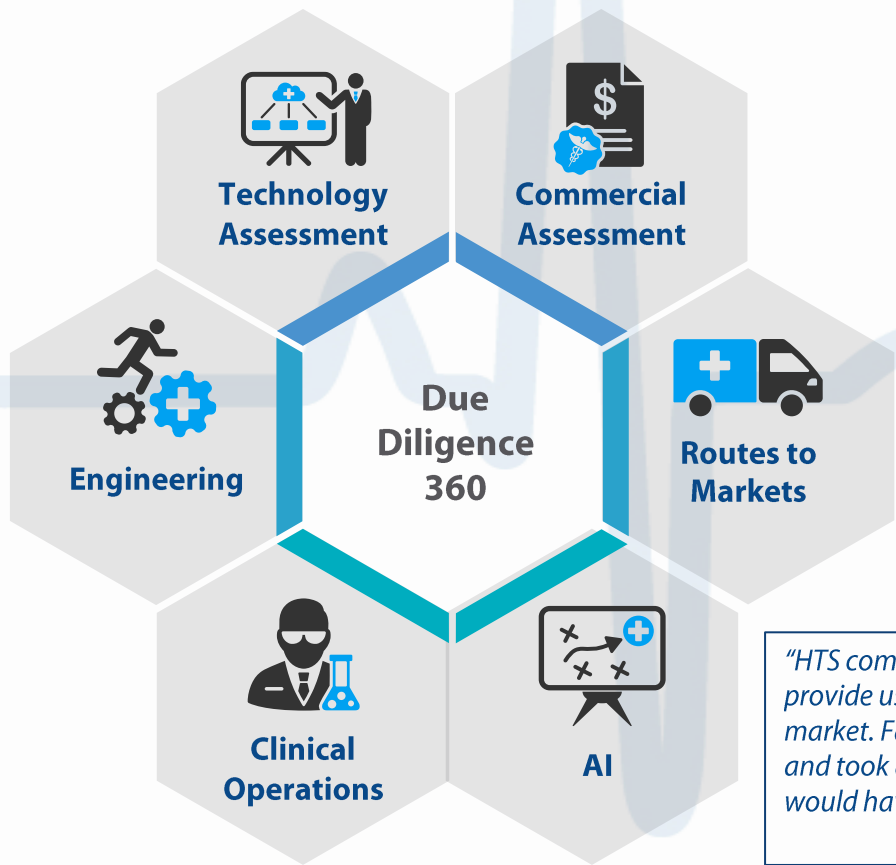 Technology
Assessment
$
Commercial
Assessment
Engineering
Due
Diligence
360
Routes to
Markets
Clinical
Operations
AI
"HTS com
provide u
market. F
and took
would ha